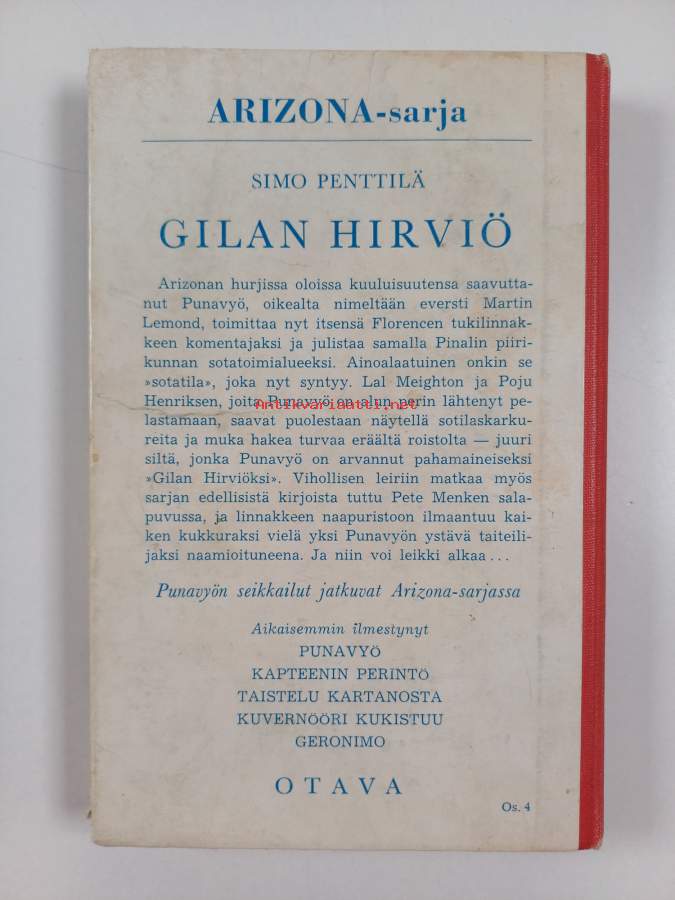 ARIZONA-sarja
SIMO PENTTILÄ
GILAN HIRVIÖ
Arizonan hurjissa oloissa kuuluisuutensa saavutta-
nut Punavyö, oikealta nimeltään eversti Martin
Lemond, toimittaa nyt itsensä Florencen tukilinnak-
keen komentajaksi ja julistaa samalla Pinalin piiri-
kunnan sotatoimialueeksi. Ainoalaatuinen onkin se
»sotatila», joka nyt syntyy. Lal Meighton ja Poju
Henriksen, joita Punavyö on alun perin lähtenyt pe-
Antikvariaatti.net
lastamaan, saavat puolestaan näytellä sotilaskarku-
reita ja muka hakea turvaa eräältä roistolta — juuri
siltä, jonka Punavyö on arvannut pahamaineiseksi
»Gilan Hirviöksi». Vihollisen leiriin matkaa myös
sarjan edellisistä kirjoista tuttu Pete Menken sala-
puvussa, ja linnakkeen naapuristoon ilmaantuu kai-
ken kukkuraksi vielä yksi Punavyön ystävä taiteili-
jaksi naamioituneena. Ja niin voi leikki alkaa ...
Punavyön seikkailut jatkuvat Arizona-sarjassa
Aikaisemmin ilmestynyt
PUNAVYÖ
KAPTEENIN PERINTÖ
TAISTELU KARTANOSTA
KUVERNÖÖRI KUKISTUU
GERONIMO
OTAVA
Os. 4